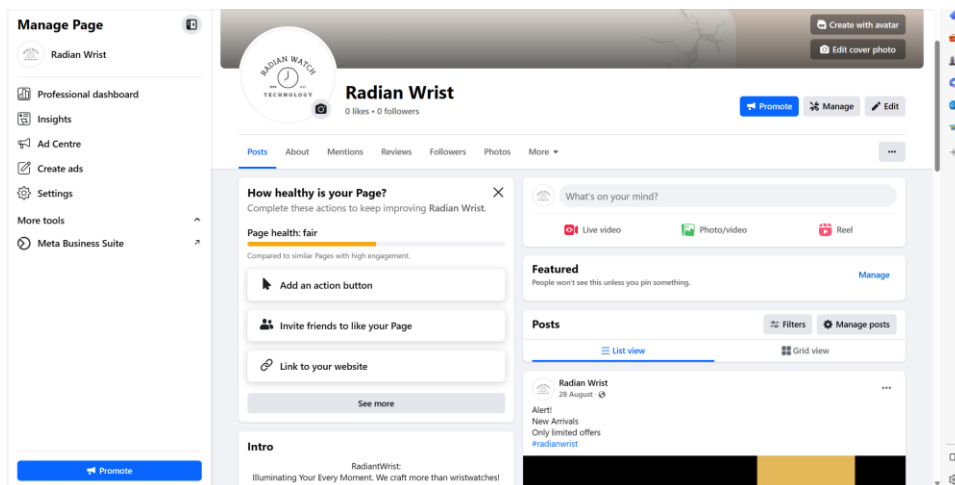 Manage Page
Radian Wrist
Professional dashboard
Insights
Ad Centre
Create ads
Settings
More tools
Meta Business Suite
Promote
Create with avatar
Edit cover photo
RADIAN WATCH
TECHNOLOGY
Radian Wrist
0 likes • 0 followers
Promote
Manage
Edit
Posts
About
Mentions
Reviews
Followers
Photos
More
How healthy is your Page?
Complete these actions to keep improving Radian Wrist.
Page health: fair
Compared to similar Pages with high engagement.
Add an action button
Invite friends to like your Page
Link to your website
See more
Intro
RadiantWrist:
Illuminating Your Every Moment. We craft more than wristwatches!
What's on your mind?
Live video
Photo/video
Reel
Featured
People won't see this unless you pin something.
Manage
Posts
Filters
Manage posts
List view
Grid view
Radian Wrist
28 August
Alert!
New Arrivals
Only limited offers
#radianwrist